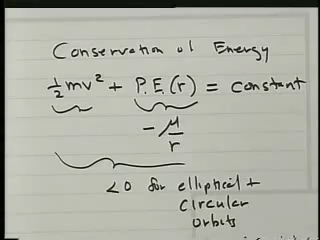 Conservation of Energy
½mv² + P.E.(r) = constant
-μ/r
<0 for elliptical +
circular
orbits